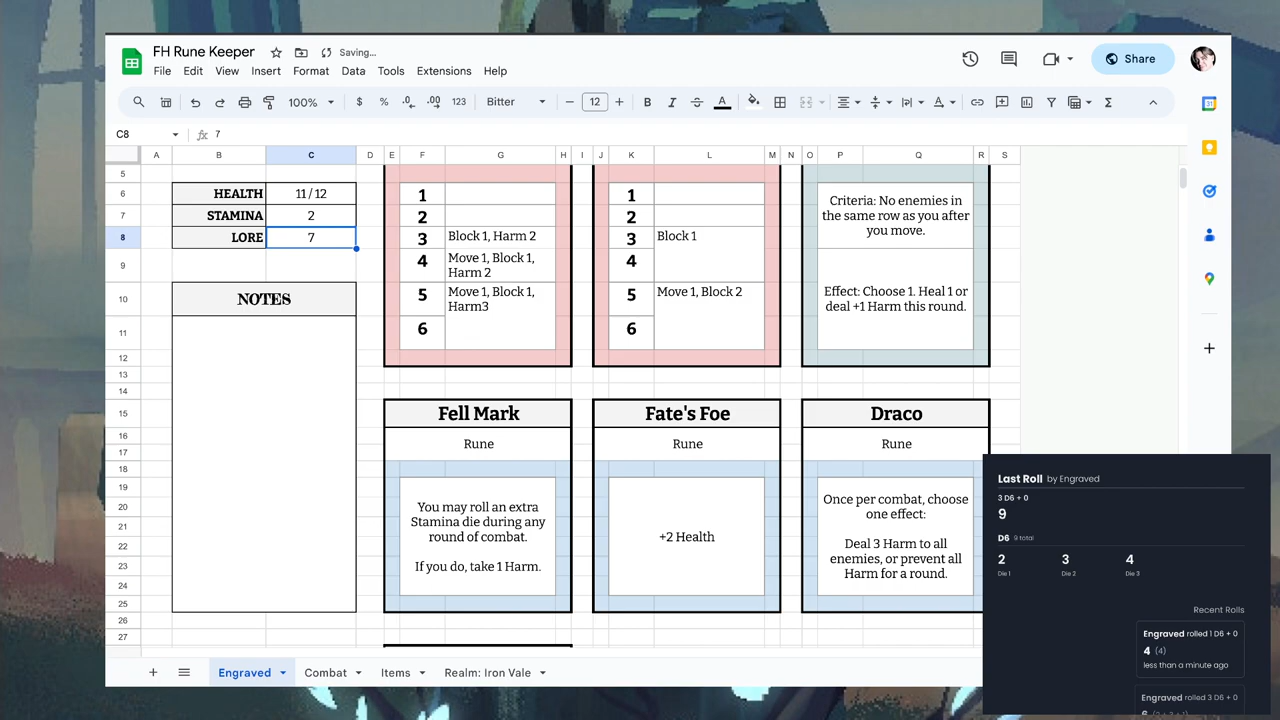 FH Rune Keeper
Saving...
File Edit View Insert Format Data Tools Extensions Help
Share
100% $ % .0 .00 123 Bitter 12 B I A
31
C8 fx 7
A B C D E F G H I J K L M N O P Q R S
5
6 HEALTH 11 / 12
7 STAMINA 2
8 LORE 7
9
10 NOTES
11
12
13
14
15
16
17
18
19
20
21
22
23
24
25
26
27
1
2
3 Block 1, Harm 2
4 Move 1, Block 1,
Harm 2
5 Move 1, Block 1,
Harm3
6
1
2
3 Block 1
4
5 Move 1, Block 2
6
Criteria: No enemies in
the same row as you after
you move.
Effect: Choose 1. Heal 1 or
deal +1 Harm this round.
Fell Mark
Rune
You may roll an extra
Stamina die during any
round of combat.
If you do, take 1 Harm.
Fate's Foe
Rune
+2 Health
Draco
Rune
Once per combat, choose
one effect:
Deal 3 Harm to all
enemies, or prevent all
Harm for a round.
Engraved Combat Items Realm: Iron Vale
Last Roll by Engraved
3 D6 + 0
9
D6 9 total
2 3 4
Die 1 Die 2 Die 3
Recent Rolls
Engraved rolled 1 D6 + 0
4 (4)
less than a minute ago
Engraved rolled 3 D6 + 0